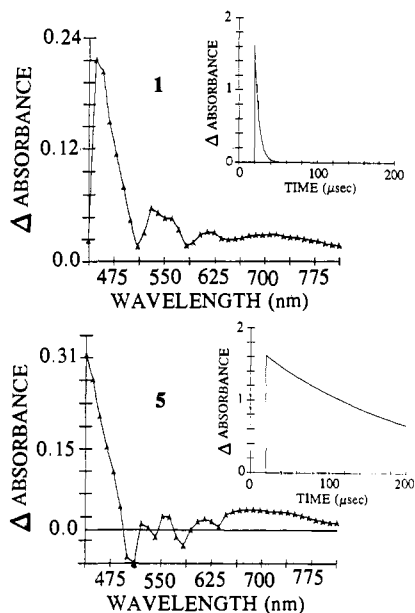 0.24
0.12
0.0
Δ ABSORBANCE
1
475 550 625 700 775
WAVELENGTH (nm)
2
1
0
Δ ABSORBANCE
0 100 200
TIME (µsec)
0.31
0.15
0.0
Δ ABSORBANCE
5
475 550 625 700 775
WAVELENGTH (nm)
2
1
0
Δ ABSORBANCE
0 100 200
TIME (µsec)